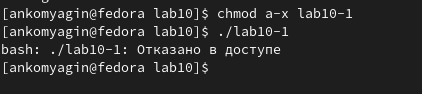 [ankomyagin@fedora lab10]$ chmod a-x lab10-1
[ankomyagin@fedora lab10]$ ./lab10-1
bash: ./lab10-1: Отказано в доступе
[ankomyagin@fedora lab10]$